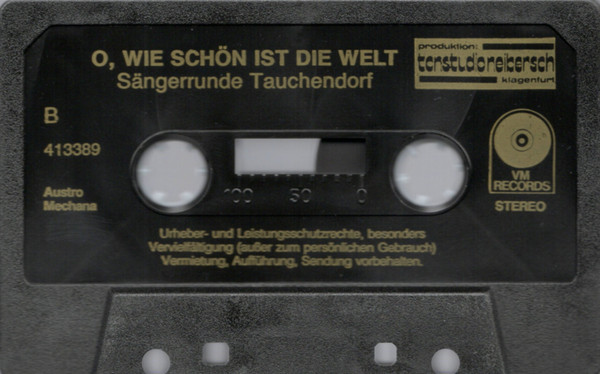 O, WIE SCHÖN IST DIE WELT
Sängerrunde Tauchendorf
produktion:
tonstudio reibersch
klagenfurt
B
413389
Austro
Mechana
VM
RECORDS
STEREO
100 50 0
Urheber- und Leistungsschutzrechte, besonders
Vervielfältigung (außer zum persönlichen Gebrauch)
Vermietung, Aufführung, Sendung vorbehalten.